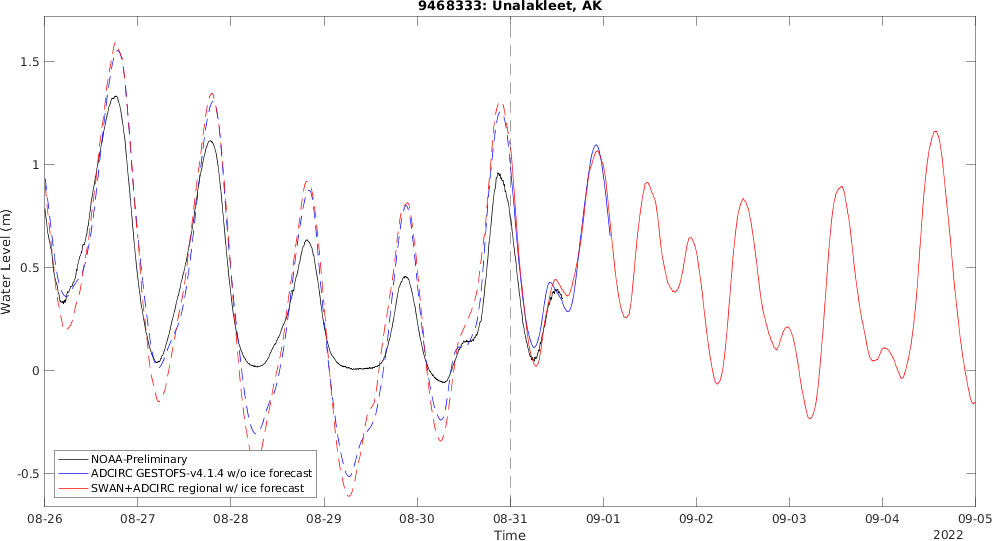 9468333: Unalakleet, AK
Water Level (m)
1.5
1
0.5
0
-0.5
NOAA-Preliminary
ADCIRC GESTOFS-v4.1.4 w/o ice forecast
SWAN+ADCIRC regional w/ ice forecast
08-26 08-27 08-28 08-29 08-30 08-31 09-01 09-02 09-03 09-04 09-05
Time
2022